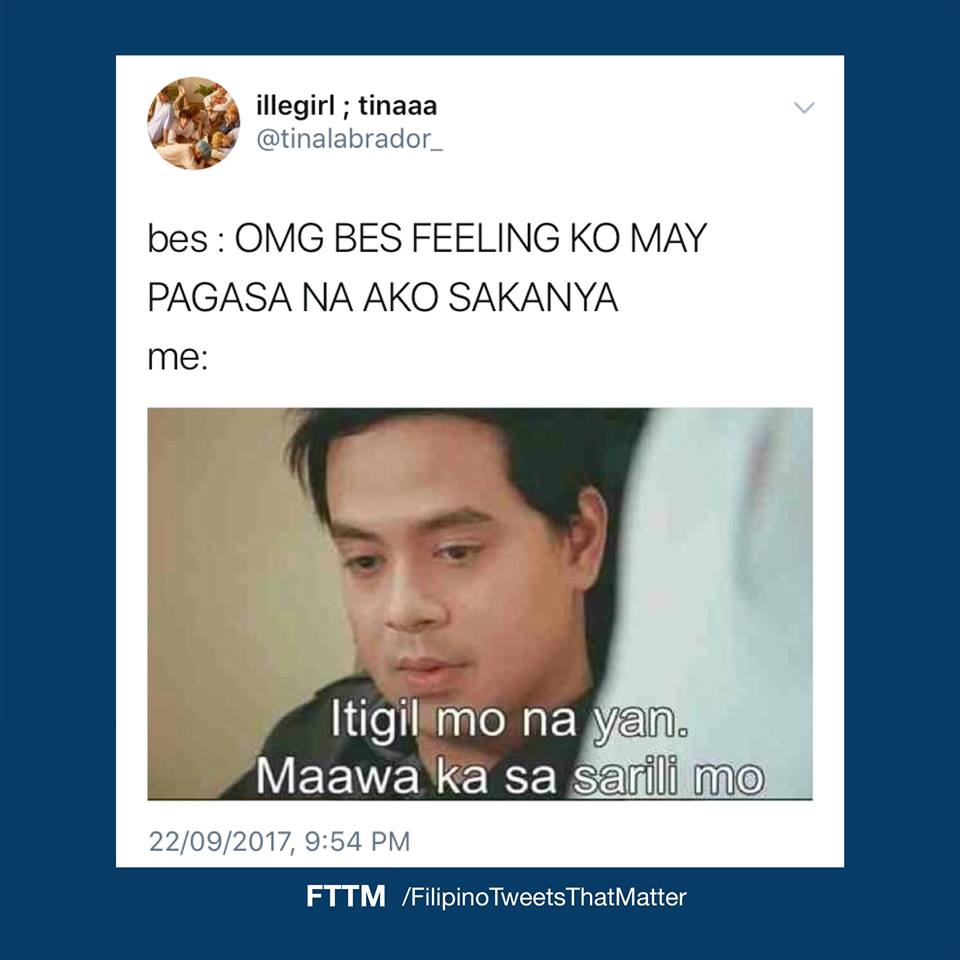 illegirl ; tinaaa
@tinalabrador_
bes : OMG BES FEELING KO MAY
PAGASA NA AKO SAKANYA
me:
Itigil mo na yan.
Maawa ka sa sarili mo
22/09/2017, 9:54 PM
FTTM /FilipinoTweetsThatMatter